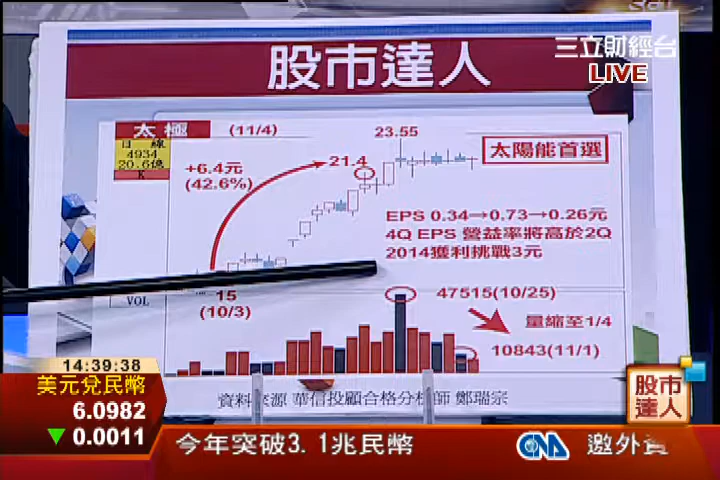 三立財經台
LIVE
股市達人
太極 (11/4)
日線
4934
20.6億
K
23.55
21.4
太陽能首選
+6.4元
(42.6%)
EPS 0.34→0.73→0.26元
4Q EPS 營益率將高於2Q
2014獲利挑戰3元
15
(10/3)
VOL
47515(10/25)
量縮至1/4
10843(11/1)
資料來源 華信投顧合格分析師 鄭瑞宗
14:39:38
美元兌民幣
6.0982
▼0.0011
股市
達人
今年突破3.1兆民幣
CNA
邀外資